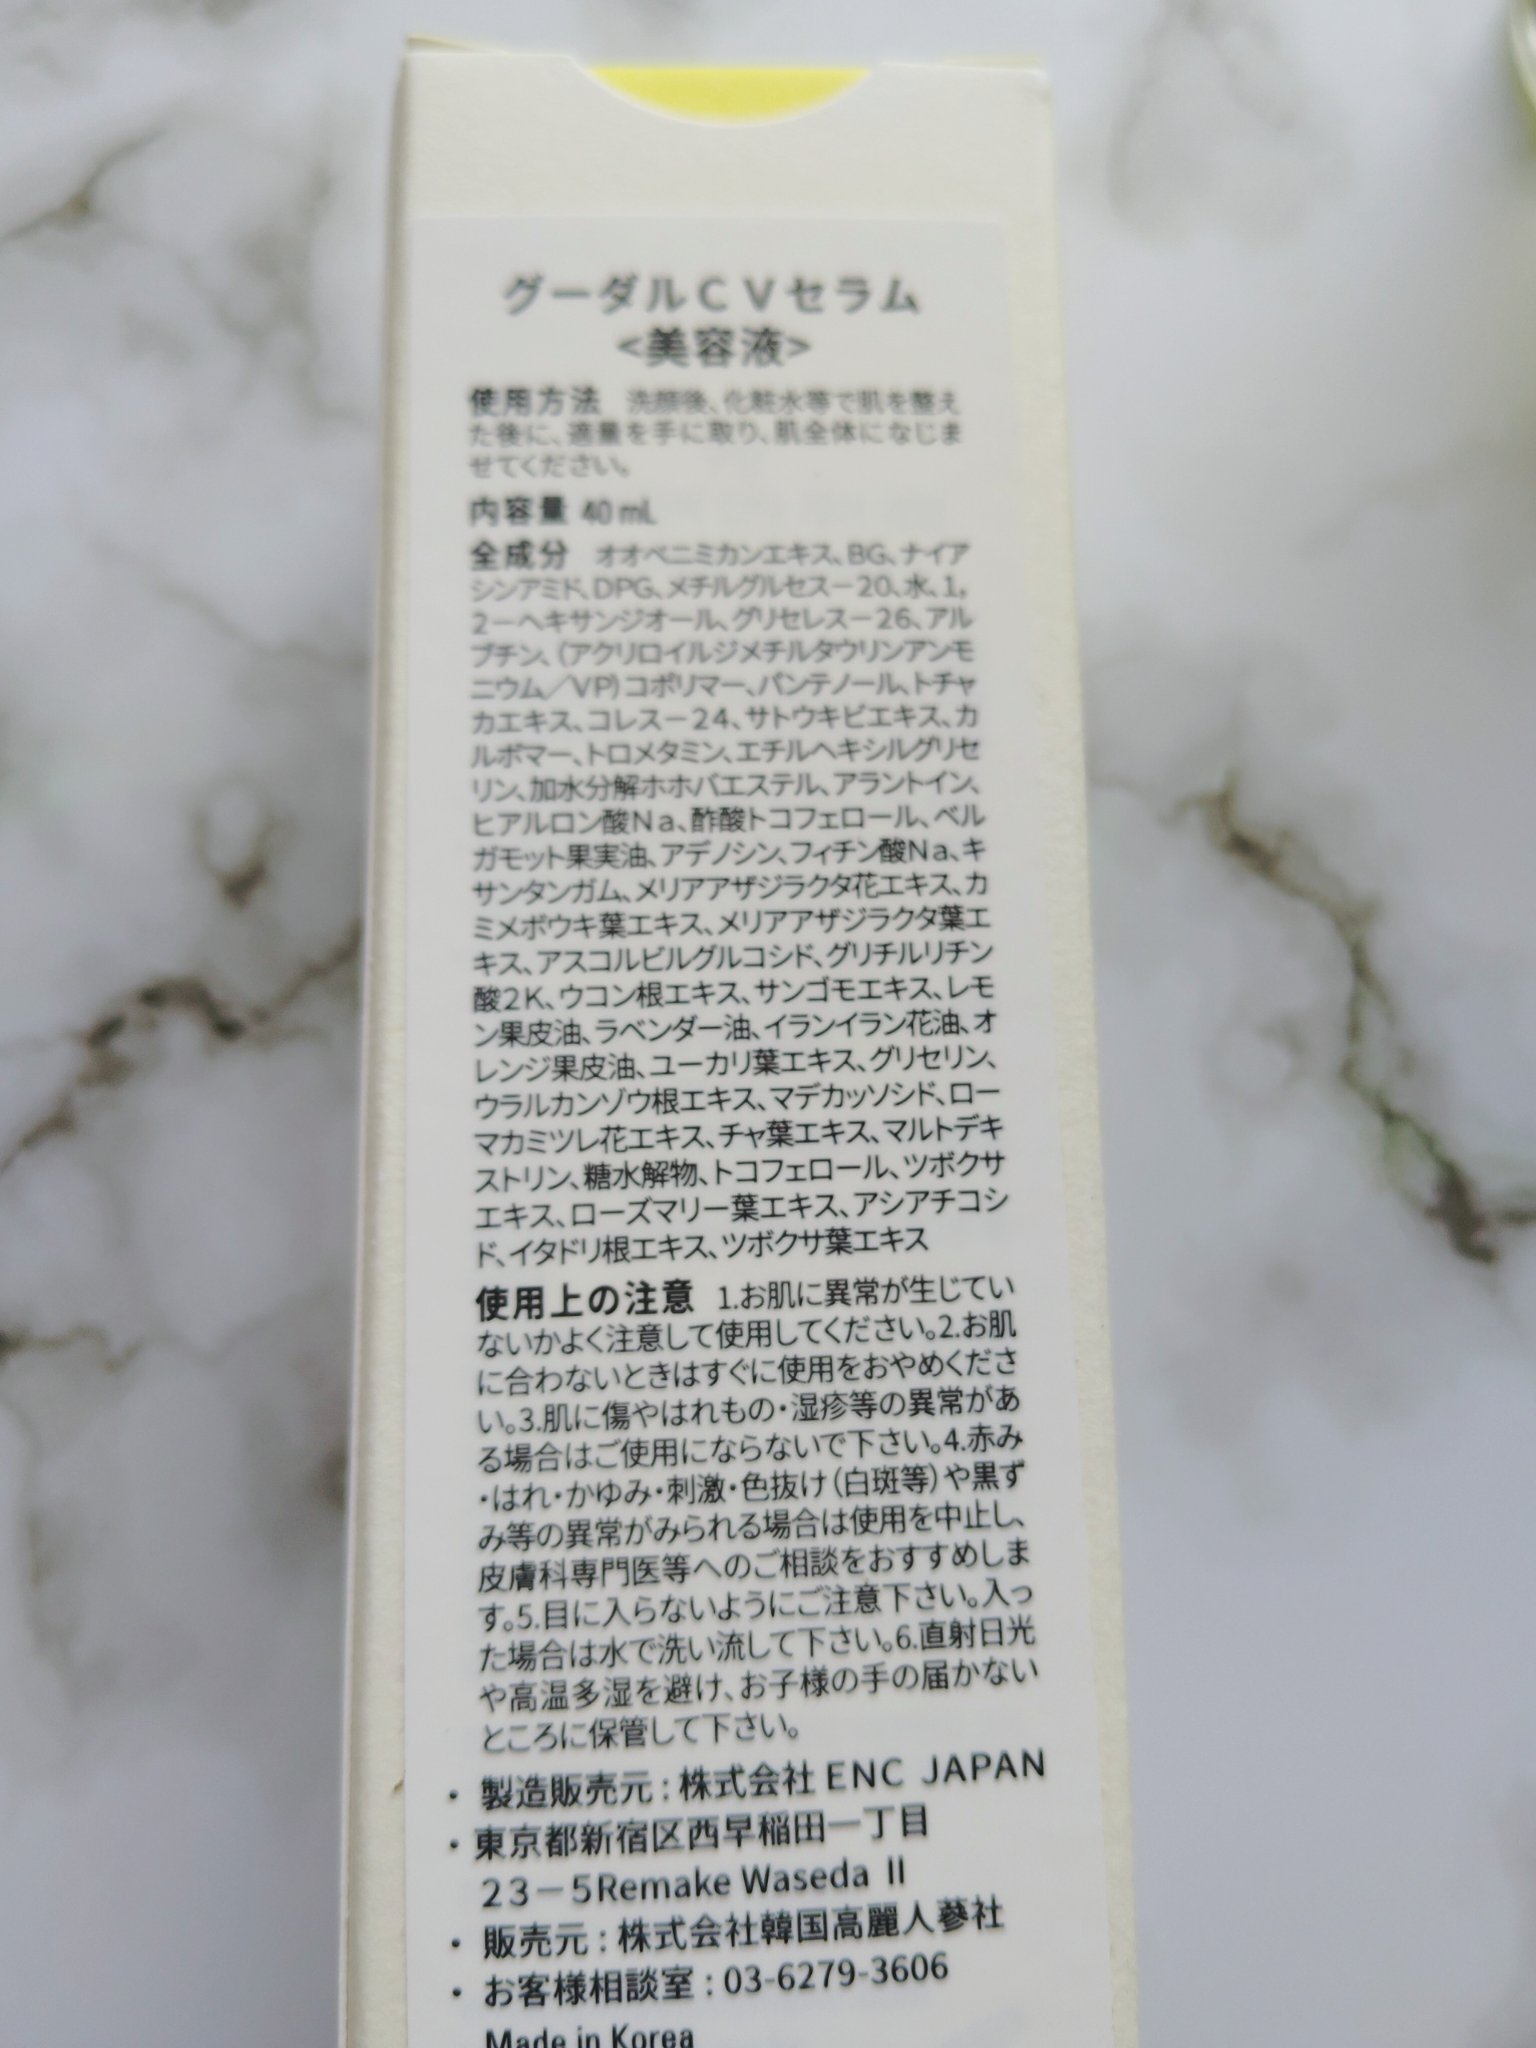 グーダルCVセラム
<美容液>
使用方法 洗顔後、化粧水等で肌を整え
た後に、適量を手に取り、肌全体になじま
せてください。
内容量 40mL
全成分 オオベニミカンエキス、BG、ナイア
シンアミド、DPG、メチルグルセス－20、水、1,
2－ヘキサンジオール、グリセレス－26、アル
ブチン、(アクリロイルジメチルタウリンアンモ
ニウム／VP)コポリマー、パンテノール、トチャ
カエキス、コレス－24、サトウキビエキス、カ
ルボマー、トロメタミン、エチルヘキシルグリセ
リン、加水分解ホホバエステル、アラントイン、
ヒアルロン酸Na、酢酸トコフェロール、ベル
ガモット果実油、アデノシン、フィチン酸Na、キ
サンタンガム、メリアアザジラクタ花エキス、カ
ミメボウキ葉エキス、メリアアザジラクタ葉エ
キス、アスコルビルグルコシド、グリチルリチン
酸2K、ウコン根エキス、サンゴモエキス、レモ
ン果皮油、ラベンダー油、イランイラン花油、オ
レンジ果皮油、ユーカリ葉エキス、グリセリン、
ウラルカンゾウ根エキス、マデカッソシド、ロー
マカミツレ花エキス、チャ葉エキス、マルトデキ
ストリン、糖水解物、トコフェロール、ツボクサ
エキス、ローズマリー葉エキス、アシアチコシ
ド、イタドリ根エキス、ツボクサ葉エキス
使用上の注意 1.お肌に異常が生じてい
ないかよく注意して使用してください。2.お肌
に合わないときはすぐに使用をおやめくださ
い。3.肌に傷やはれもの・湿疹等の異常があ
る場合はご使用にならないで下さい。4.赤み
・はれ・かゆみ・刺激・色抜け(白斑等)や黒ず
み等の異常がみられる場合は使用を中止し、
皮膚科専門医等へのご相談をおすすめしま
す。5.目に入らないようにご注意下さい。入っ
た場合は水で洗い流して下さい。6.直射日光
や高温多湿を避け、お子様の手の届かない
ところに保管して下さい。
・製造販売元:株式会社 ENC JAPAN
・東京都新宿区西早稲田一丁目
23－5Remake Waseda Ⅱ
・販売元:株式会社韓国高麗人蔘社
・お客様相談室:03-6279-3606
Made in Korea